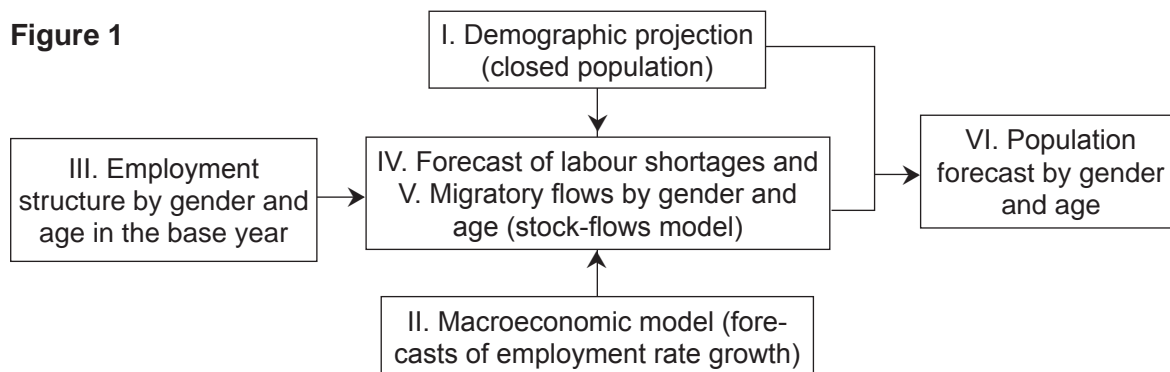 Figure 1
I. Demographic projection
(closed population)
III. Employment
structure by gender and
age in the base year
IV. Forecast of labour shortages and
V. Migratory flows by gender and
age (stock-flows model)
VI. Population
forecast by gender
and age
II. Macroeconomic model (fore-
casts of employment rate growth)